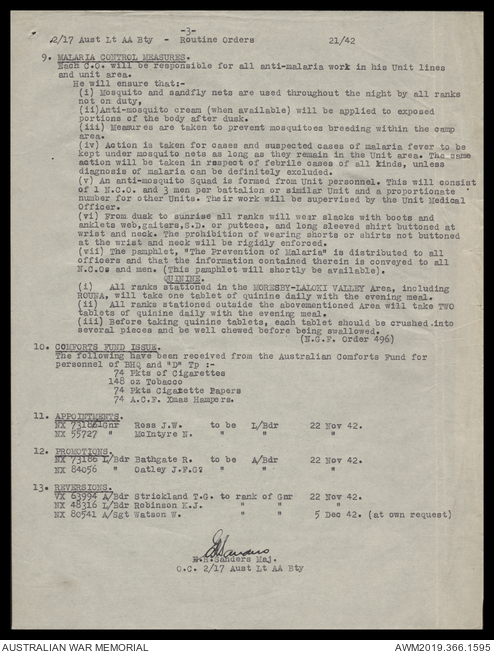 -3-
2/17 Aust Lt AA Bty - Routine Orders 21/42
9. MALARIA CONTROL MEASURES.
Each C.O. will be responsible for all anti-malaria work in his Unit lines
and unit area.
He will ensure that:-
(i) Mosquito and sandfly nets are used throughout the night by all ranks
not on duty,
(ii)Anti-mosquito cream (when available) will be applied to exposed
portions of the body after dusk.
(iii) Measures are taken to prevent mosquitoes breeding within the camp
area.
(iv) Action is taken for cases and suspected cases of malaria fever to be
kept under mosquito nets as long as they remain in the Unit area. The same
action will be taken in respect of febrile cases of all kinds, unless
diagnosis of malaria can be definitely excluded.
(v) An anti-mosquito Squad is formed from Unit personnel. This will consist
of 1 N.C.O. and 3 men per battalion or similar Unit and a proportionate
number for other Units. Their work will be supervised by the Unit Medical
Officer.
(vi) From dusk to sunrise all ranks will wear slacks with boots and
anklets web,gaiters,S.D. or puttees, and long sleeved shirt buttoned at
wrist and neck. The prohibition of wearing shorts or shirts not buttoned
at the wrist and neck will be rigidly enforced.
(vii) The pamphlet, "The Prevention of Malaria" is distributed to all
officers and that the information contained therein is conveyed to all
N.C.Os and men. (This pamphlet will shortly be available).
QUININE
(i) All ranks stationed in the MORESBY-LALOKI VALLEY Area, including
ROUNA, will take one tablet of quinine daily with the evening meal.
(ii) All ranks stationed outside the abovementioned Area will take TWO
tablets of quinine daily with the evening meal.
(iii) Before taking quinine tablets, each tablet should be crushed into
several pieces and be well chewed before being swallowed.
(N.G.F. Order 496)
10. COMFORTS FUND ISSUE.
The following have been received from the Australian Comforts Fund for
personnel of BHQ and "D" Tp :-
74 Pkts of Cigarettes
148 oz Tobacco
74 Pkts Cigarette Papers
74 A.C.F. Xmas Hampers.
11. APPOINTMENTS.
NX 73186 Gnr Ross J.W. to be L/Bdr 22 Nov 42.
NX 55727 " McIntyre N. " " "
12. PROMOTIONS.
NX 73186 L/Bdr Bathgate R. to be A/Bdr 22 Nov 42.
NX 84056 " Oatley J.F.G? " " "
13. REVERSIONS.
VX 63994 A/Bdr Strickland T.G. to rank of Gnr 22 Nov 42.
NX 48316 L/Bdr Robinson K.J. " " "
NX 80541 A/Sgt Watson W. " " 5 Dec 42. (at own request)
Sanders Maj.
O.C. 2/17 Aust Lt AA Bty
AUSTRALIAN WAR MEMORIAL AWM2019.366.1595